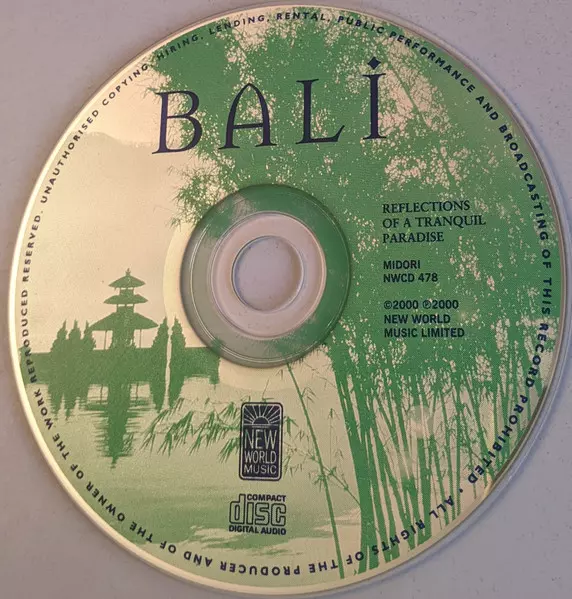 BALi
REFLECTIONS
OF A TRANQUIL
PARADISE
MIDORI
NWCD 478
©2000 ℗2000
NEW WORLD
MUSIC LIMITED
NEW
WORLD
MUSIC
COMPACT
disc
DIGITAL AUDIO
ALL RIGHTS OF THE PRODUCER AND OF THE OWNER OF THE WORK REPRODUCED RESERVED. UNAUTHORISED COPYING, HIRING, LENDING, RENTAL, PUBLIC PERFORMANCE AND BROADCASTING OF THIS RECORD PROHIBITED •